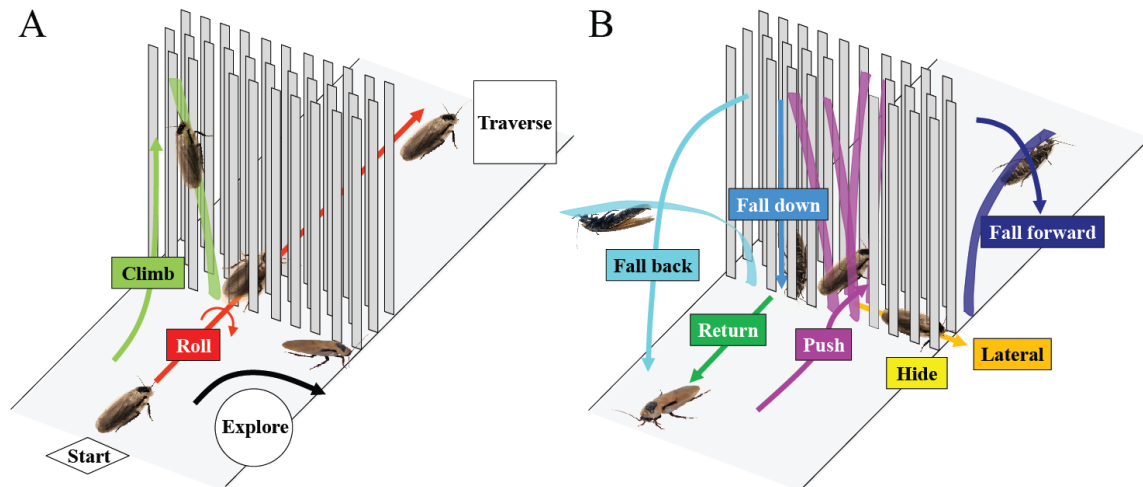 A
Traverse
Climb
Roll
Explore
Start
B
Fall down
Fall forward
Fall back
Return
Push
Lateral
Hide